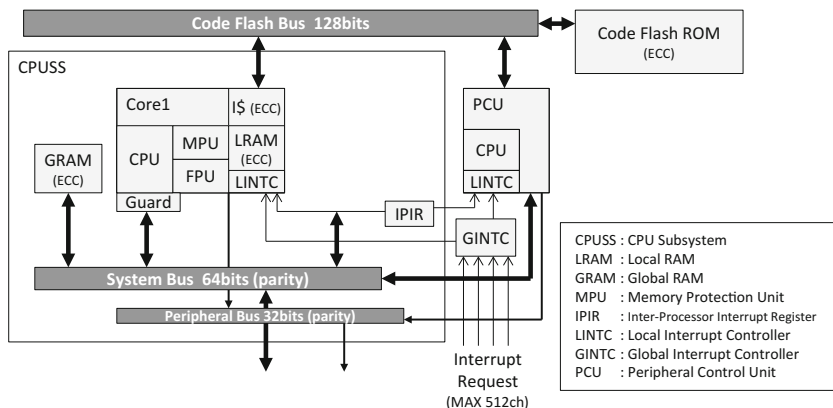 Code Flash Bus 128bits
Code Flash ROM
(ECC)
CPUSS
Core1
I$ (ECC)
CPU
MPU
FPU
LRAM
(ECC)
LINTC
Guard
GRAM
(ECC)
PCU
CPU
LINTC
IPIR
GINTC
System Bus 64bits (parity)
Peripheral Bus 32bits (parity)
Interrupt
Request
(MAX 512ch)
CPUSS : CPU Subsystem
LRAM : Local RAM
GRAM : Global RAM
MPU : Memory Protection Unit
IPIR : Inter-Processor Interrupt Register
LINTC : Local Interrupt Controller
GINTC : Global Interrupt Controller
PCU : Peripheral Control Unit